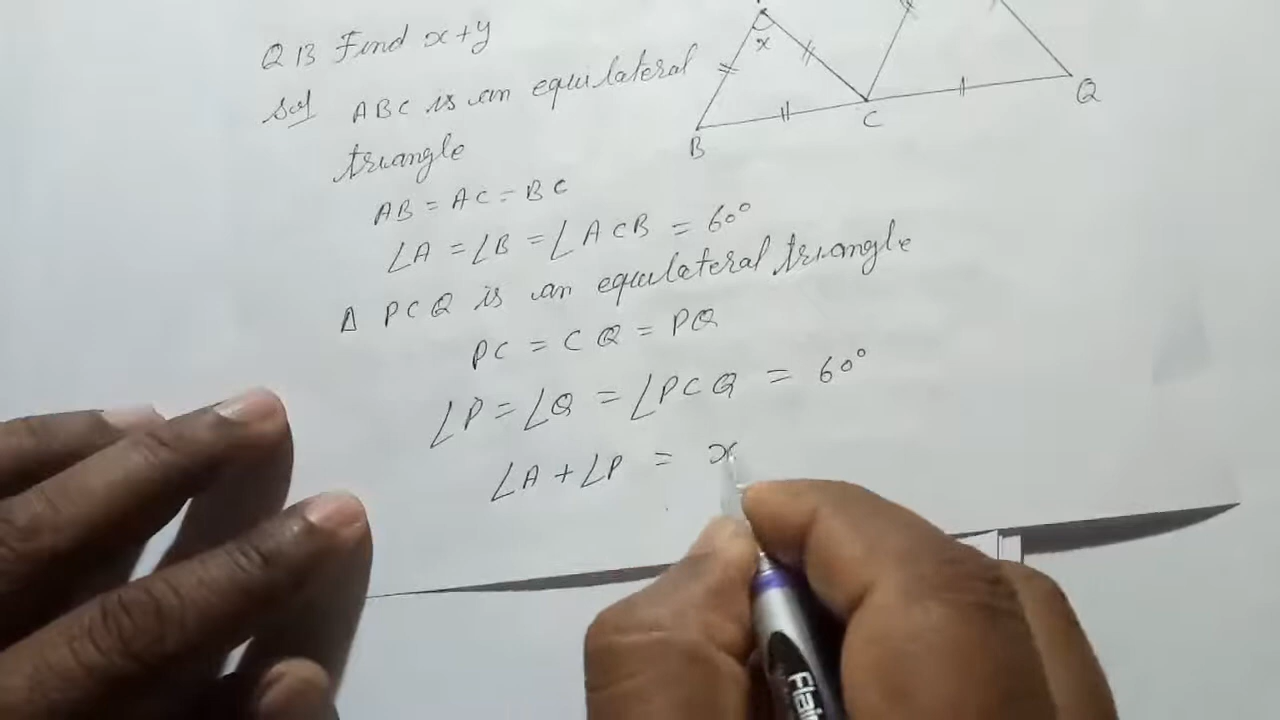 Q 13 Find x+y
Sol ABC is an equilateral
triangle
AB = AC = BC
∠A = ∠B = ∠ACB = 60°
Δ PCQ is an equilateral triangle
PC = CQ = PQ
∠P = ∠Q = ∠PCQ = 60°
∠A + ∠P = x
x
B
C
Q
Flair